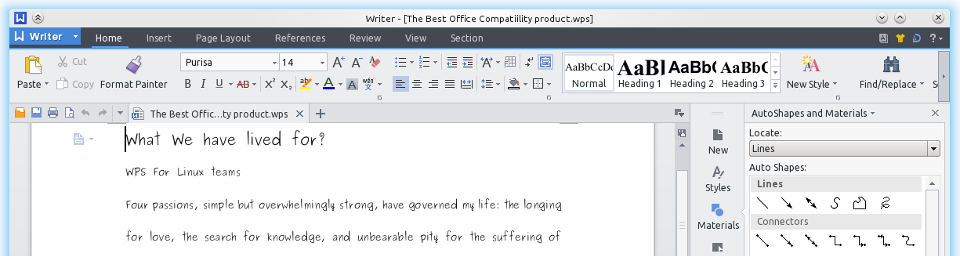 Writer - [The Best Office Compatiility product.wps]
Writer
Home Insert Page Layout References Review View Section
Paste Cut Copy Format Painter
Purisa 14
AaBbCcDc AaBl AaBb( AaBbC
Normal Heading 1 Heading 2 Heading 3
New Style Find/Replace S
The Best Offic...ty product.wps
AutoShapes and Materials
What We have lived for?
WPS For Linux teams
Four passions, simple but overwhelmingly strong, have governed my life: the longing
for love, the search for knowledge, and unbearable pity for the suffering of
New
Styles
Materials
Locate:
Lines
Auto Shapes:
Lines
Connectors